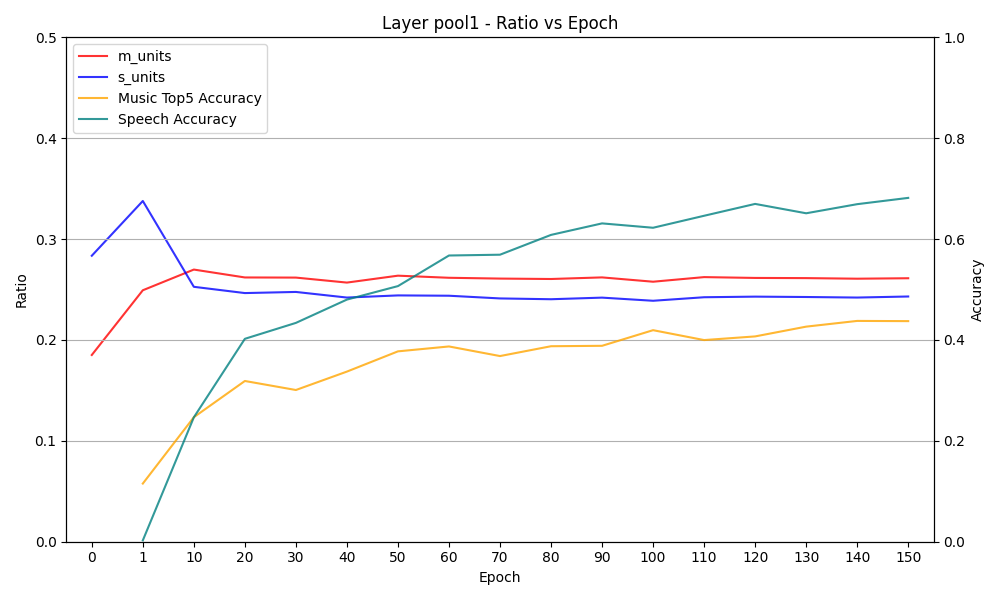 Layer pool1 - Ratio vs Epoch
m_units
s_units
Music Top5 Accuracy
Speech Accuracy
0.5
0.4
0.3
0.2
0.1
0.0
Ratio
1.0
0.8
0.6
0.4
0.2
0.0
Accuracy
0 1 10 20 30 40 50 60 70 80 90 100 110 120 130 140 150
Epoch